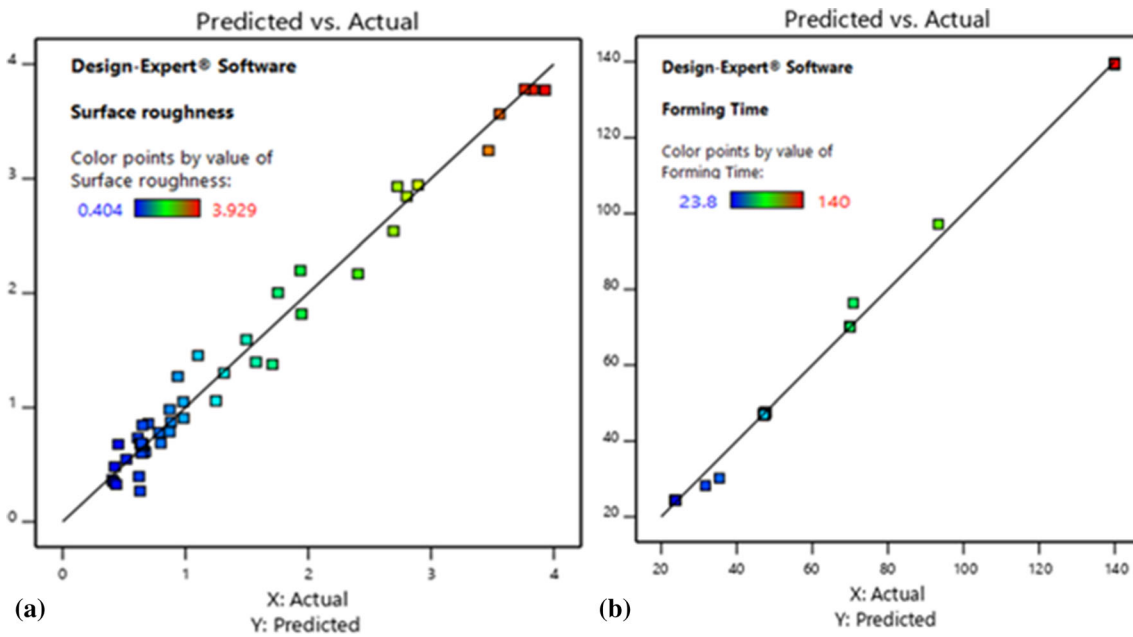 Predicted vs. Actual
Design-Expert® Software
Surface roughness
Color points by value of
Surface roughness:
0.404 3.929
4
3
2
1
0
0 1 2 3 4
X: Actual
Y: Predicted
(a)
Predicted vs. Actual
Design-Expert® Software
Forming Time
Color points by value of
Forming Time:
23.8 140
140
120
100
80
60
40
20
20 40 60 80 100 120 140
X: Actual
Y: Predicted
(b)